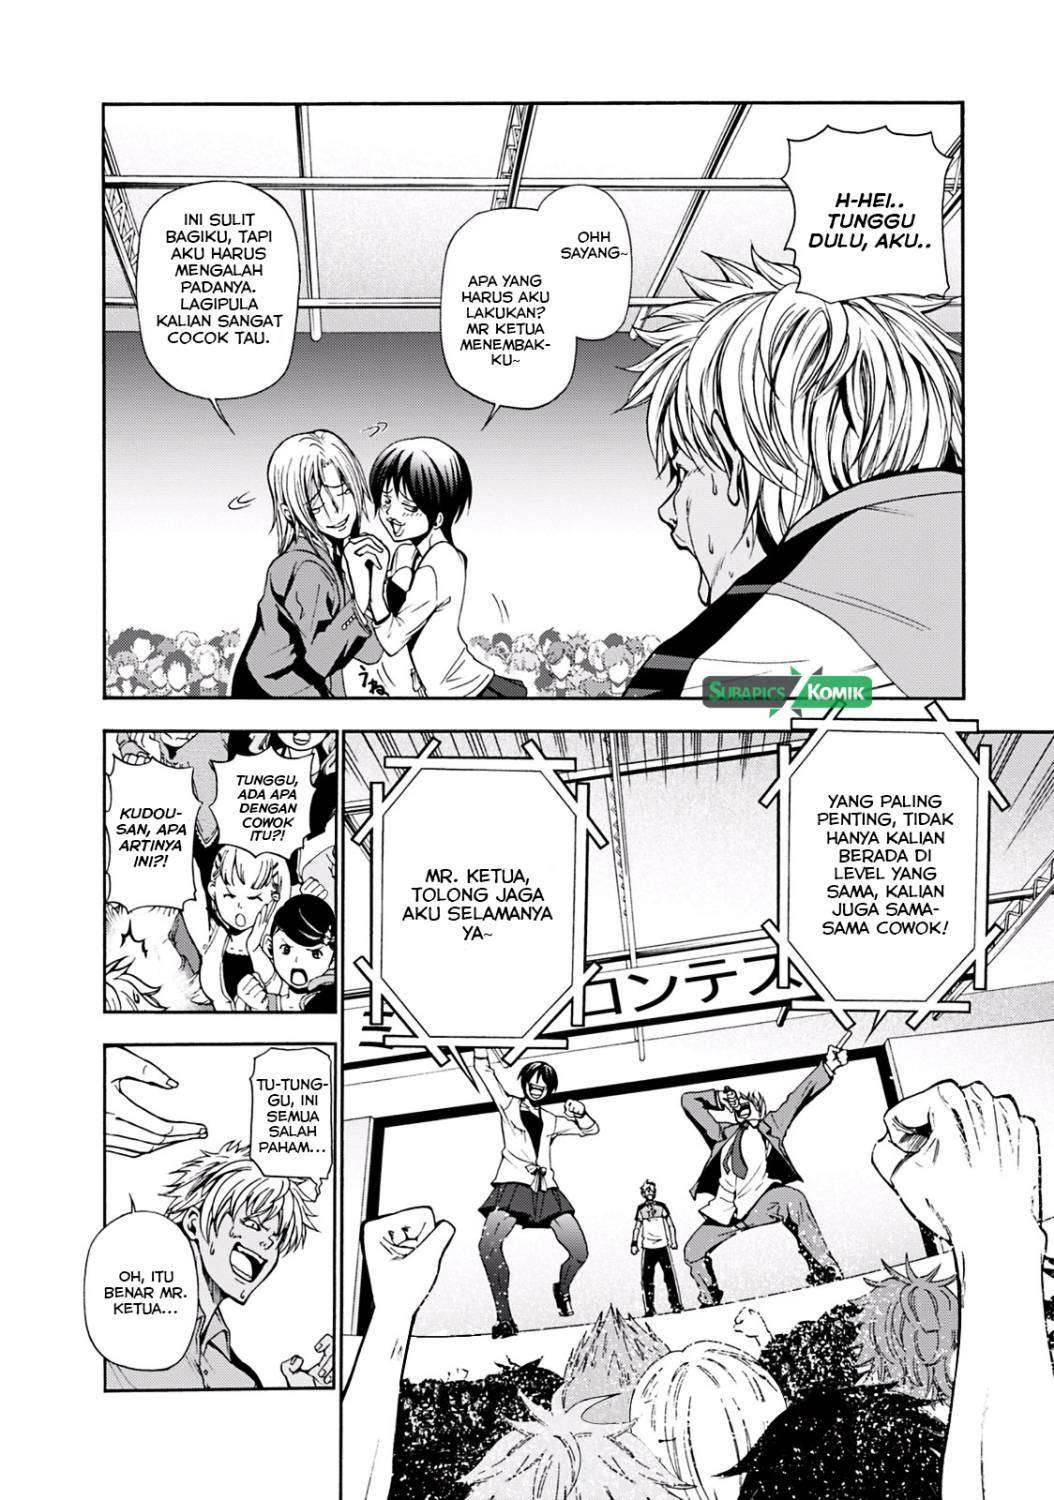 H-HEI..
TUNGGU
DULU, AKU..
OHH
SAYANG~
APA YANG
HARUS AKU
LAKUKAN?
MR KETUA
MENEMBAK-
KU~
INI SULIT
BAGIKU, TAPI
AKU HARUS
MENGALAH
PADANYA.
LAGIPULA
KALIAN SANGAT
COCOK TAU.
SUBAPICS KOMIK
YANG PALING
PENTING, TIDAK
HANYA KALIAN
BERADA DI
LEVEL YANG
SAMA, KALIAN
JUGA SAMA-
SAMA COWOK!
MR. KETUA,
TOLONG JAGA
AKU SELAMANYA
YA~
コンテス
TUNGGU,
ADA APA
DENGAN
COWOK
ITU?!
KUDOU-
SAN, APA
ARTINYA
INI?!
TU-TUNG-
GU, INI
SEMUA
SALAH
PAHAM...
OH, ITU
BENAR MR.
KETUA...